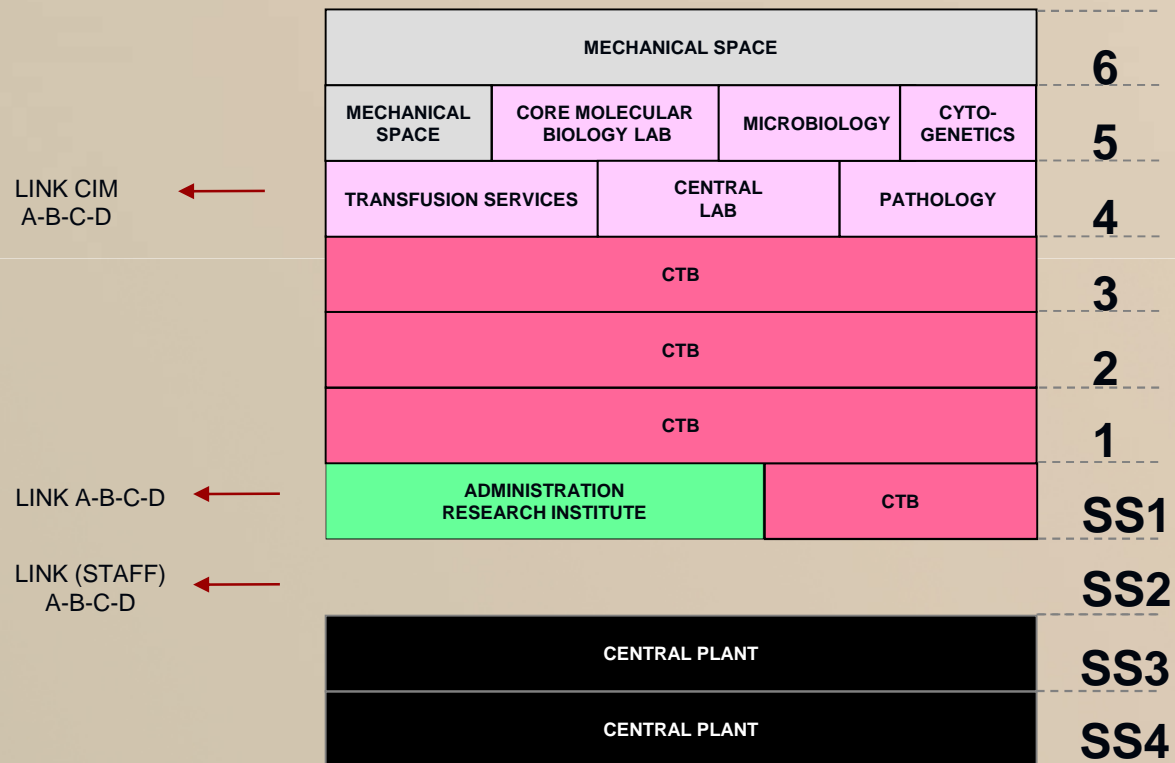 MECHANICAL SPACE
6
MECHANICAL
SPACE
CORE MOLECULAR
BIOLOGY LAB
MICROBIOLOGY
CYTO-
GENETICS
5
LINK CIM
A-B-C-D
TRANSFUSION SERVICES
CENTRAL
LAB
PATHOLOGY
4
CTB
3
CTB
2
CTB
1
LINK A-B-C-D
ADMINISTRATION
RESEARCH INSTITUTE
CTB
SS1
LINK (STAFF)
A-B-C-D
SS2
CENTRAL PLANT
SS3
CENTRAL PLANT
SS4